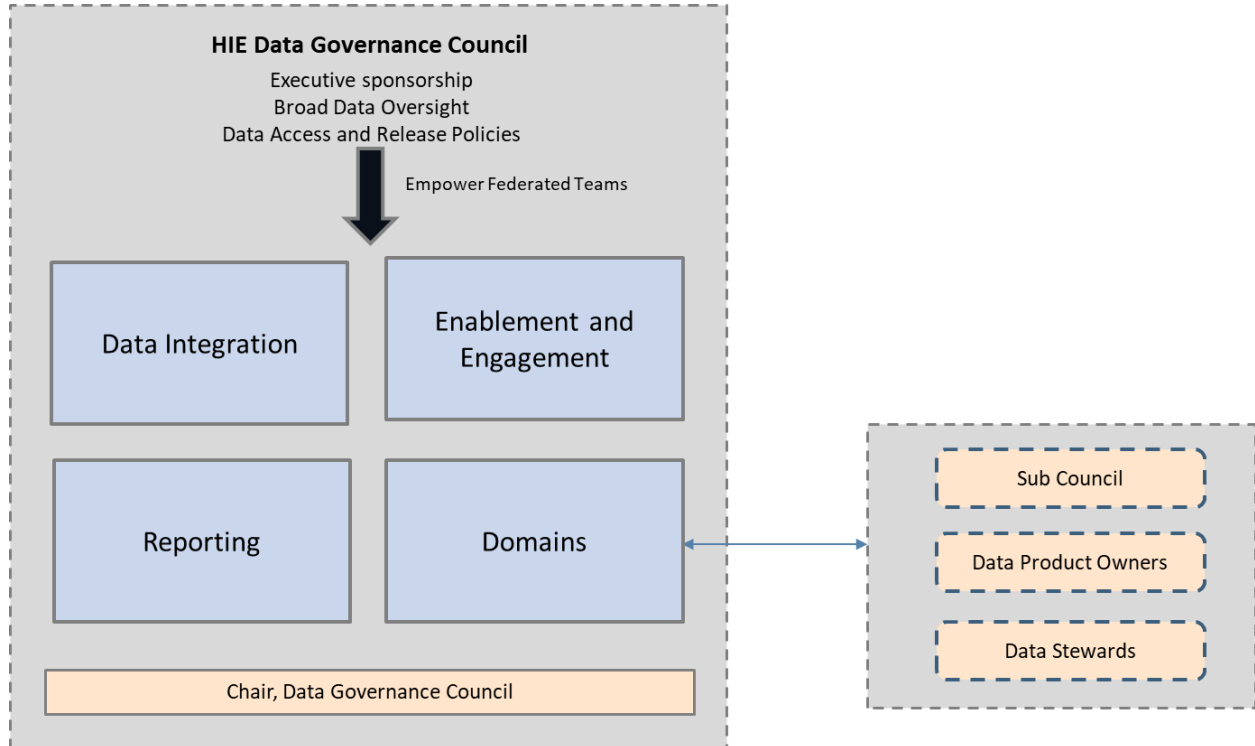 HIE Data Governance Council
Executive sponsorship
Broad Data Oversight
Data Access and Release Policies
Empower Federated Teams
Data Integration
Enablement and
Engagement
Reporting
Domains
Chair, Data Governance Council
Sub Council
Data Product Owners
Data Stewards